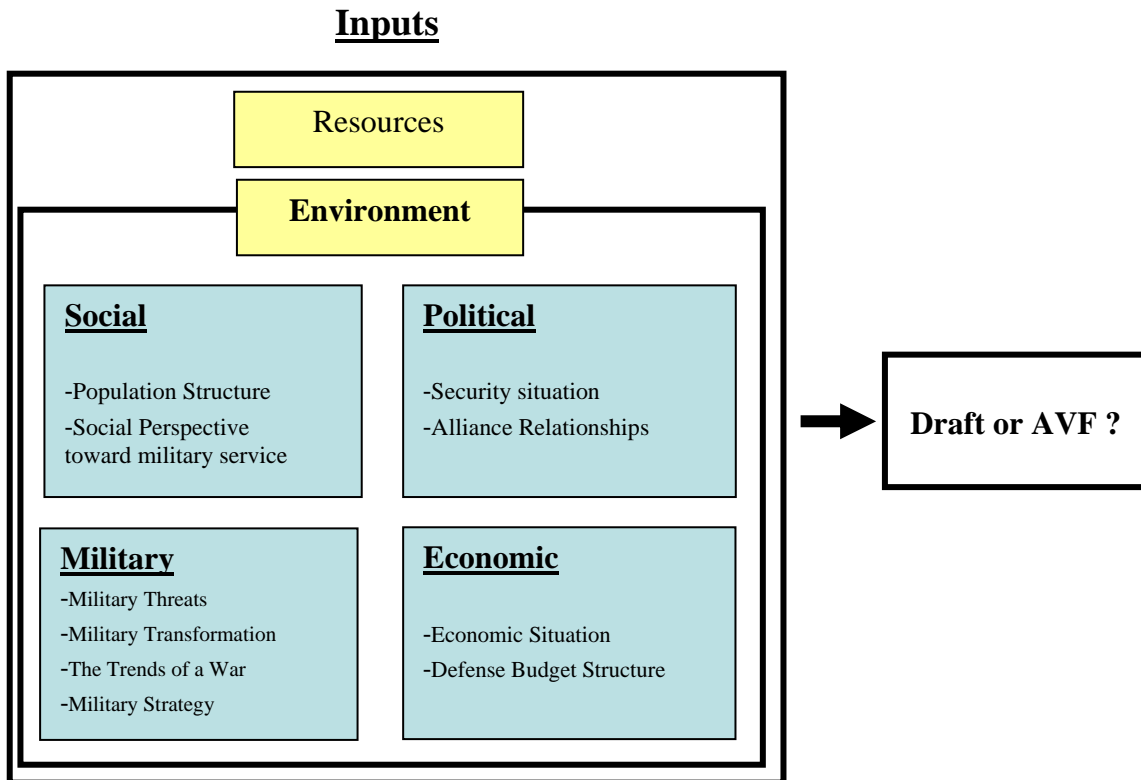 Inputs
Resources
Environment
Social
-Population Structure
-Social Perspective
toward military service
Political
-Security situation
-Alliance Relationships
Military
-Military Threats
-Military Transformation
-The Trends of a War
-Military Strategy
Economic
-Economic Situation
-Defense Budget Structure
Draft or AVF ?